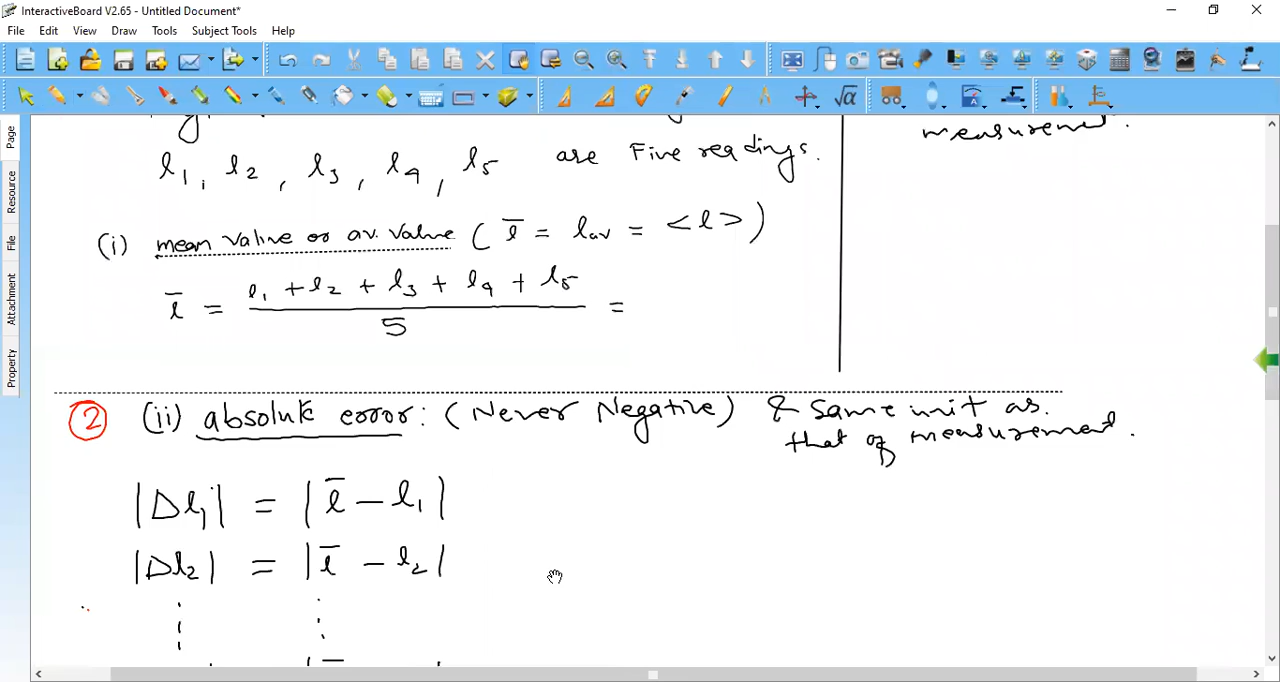 InteractiveBoard V2.65 - Untitled Document*
File Edit View Draw Tools Subject Tools Help
Page
Resource
File
Attachment
Property
measurement.
l₁, l₂, l₃, l₄, l₅ are Five readings.
(i) mean value or av. value ( l̅ = lav = <l> )
l̅ = (l₁ + l₂ + l₃ + l₄ + l₅) / 5 =
② (ii) absolute error: (Never Negative) & same unit as.
that of measurement.
|Δl₁| = |l̅ − l₁|
|Δl₂| = |l̅ − l₂|